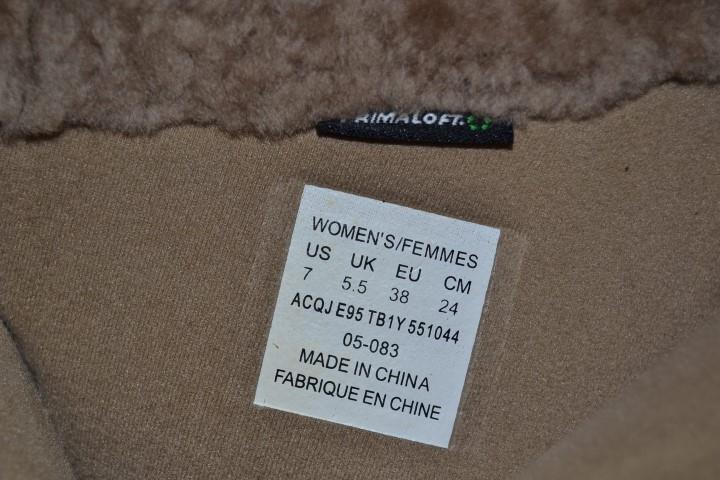 PRIMALOFT
WOMEN'S/FEMMES
US UK EU CM
7 5.5 38 24
ACQJ E95 TB1Y 551044
05-083
MADE IN CHINA
FABRIQUE EN CHINE